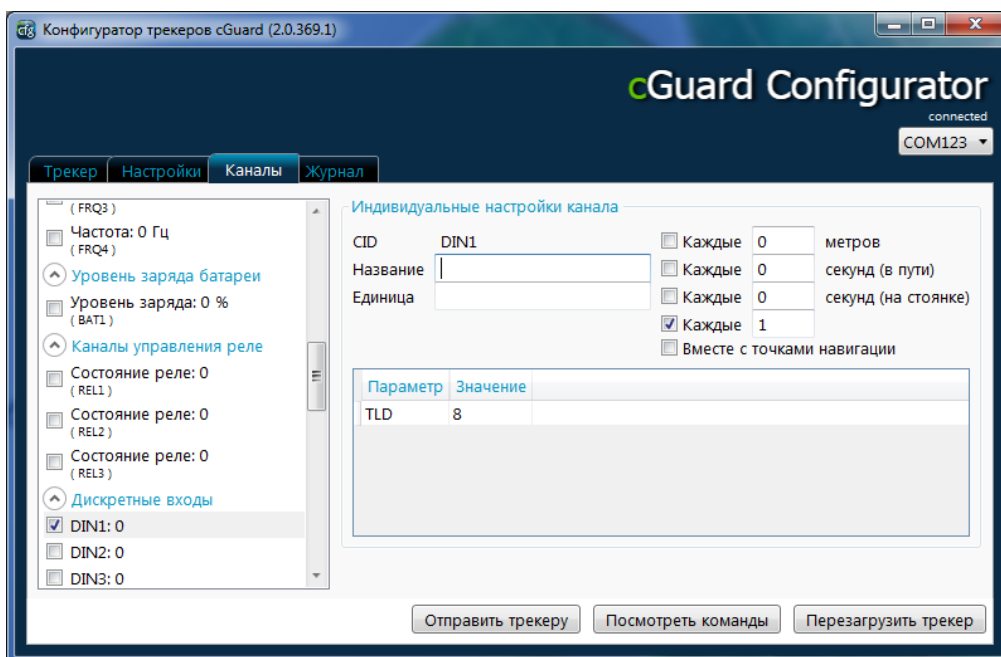 Конфигуратор трекеров cGuard (2.0.369.1)
cGuard Configurator
connected
COM123
Трекер Настройки Каналы Журнал
( FRQ3 )
Частота: 0 Гц
( FRQ4 )
Уровень заряда батареи
Уровень заряда: 0 %
( BAT1 )
Каналы управления реле
Состояние реле: 0
( REL1 )
Состояние реле: 0
( REL2 )
Состояние реле: 0
( REL3 )
Дискретные входы
DIN1: 0
DIN2: 0
DIN3: 0
Индивидуальные настройки канала
CID DIN1
Название
Единица
Каждые 0 метров
Каждые 0 секунд (в пути)
Каждые 0 секунд (на стоянке)
Каждые 1
Вместе с точками навигации
Параметр Значение
TLD 8
Отправить трекеру Посмотреть команды Перезагрузить трекер